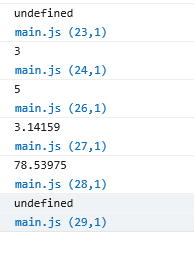 undefined
main.js (23,1)
3
main.js (24,1)
5
main.js (26,1)
3.14159
main.js (27,1)
78.53975
main.js (28,1)
undefined
main.js (29,1)